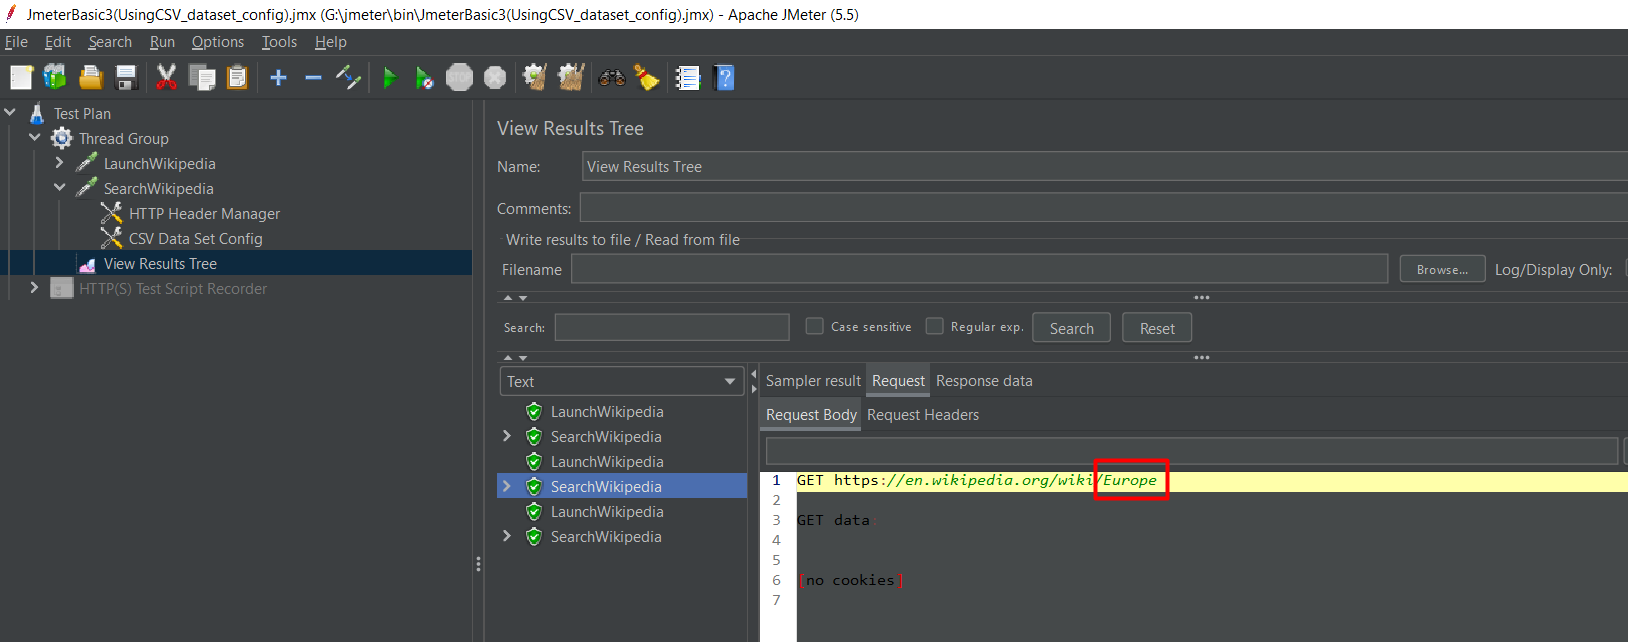 JmeterBasic3(UsingCSV_dataset_config).jmx (G:\jmeter\bin\JmeterBasic3(UsingCSV_dataset_config).jmx) - Apache JMeter (5.5)
File Edit Search Run Options Tools Help
STOP
Test Plan
Thread Group
LaunchWikipedia
SearchWikipedia
HTTP Header Manager
CSV Data Set Config
View Results Tree
HTTP(S) Test Script Recorder
View Results Tree
Name: View Results Tree
Comments:
Write results to file / Read from file
Filename Browse... Log/Display Only:
Search: Case sensitive Regular exp. Search Reset
Text
LaunchWikipedia
SearchWikipedia
LaunchWikipedia
SearchWikipedia
LaunchWikipedia
SearchWikipedia
Sampler result Request Response data
Request Body Request Headers
1 GET https://en.wikipedia.org/wiki/Europe
2
3 GET data:
4
5
6 [no cookies]
7